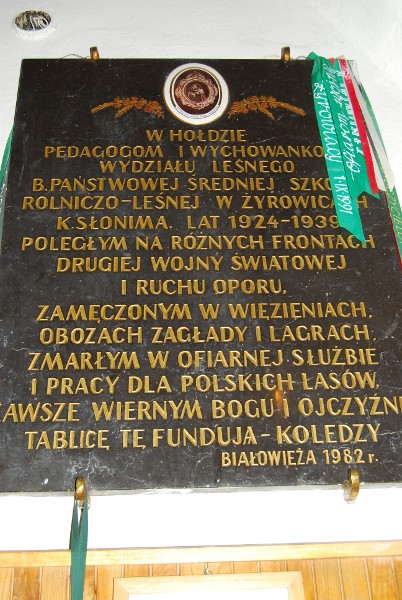 W HOŁDZIE
PEDAGOGOM I WYCHOWANKO
WYDZIAŁU LEŚNEGO
B. PAŃSTWOWEJ ŚREDNIEJ SZKO
ROLNICZO-LEŚNEJ W ŻYROWICACH
K. SŁONIMA, LAT 1924-1939
POLEGŁYM NA RÓŻNYCH FRONTACH
DRUGIEJ WOJNY ŚWIATOWEJ
I RUCHU OPORU,
ZAMĘCZONYM W WIĘZIENIACH,
OBOZACH ZAGŁADY I ŁAGRACH,
ZMARŁYM W OFIARNEJ SŁUŻBIE
I PRACY DLA POLSKICH LASÓW,
ZAWSZE WIERNYM BOGU I OJCZYŹNIE
TABLICĘ TĘ FUNDUJĄ - KOLEDZY
BIAŁOWIEŻA 1982 r.